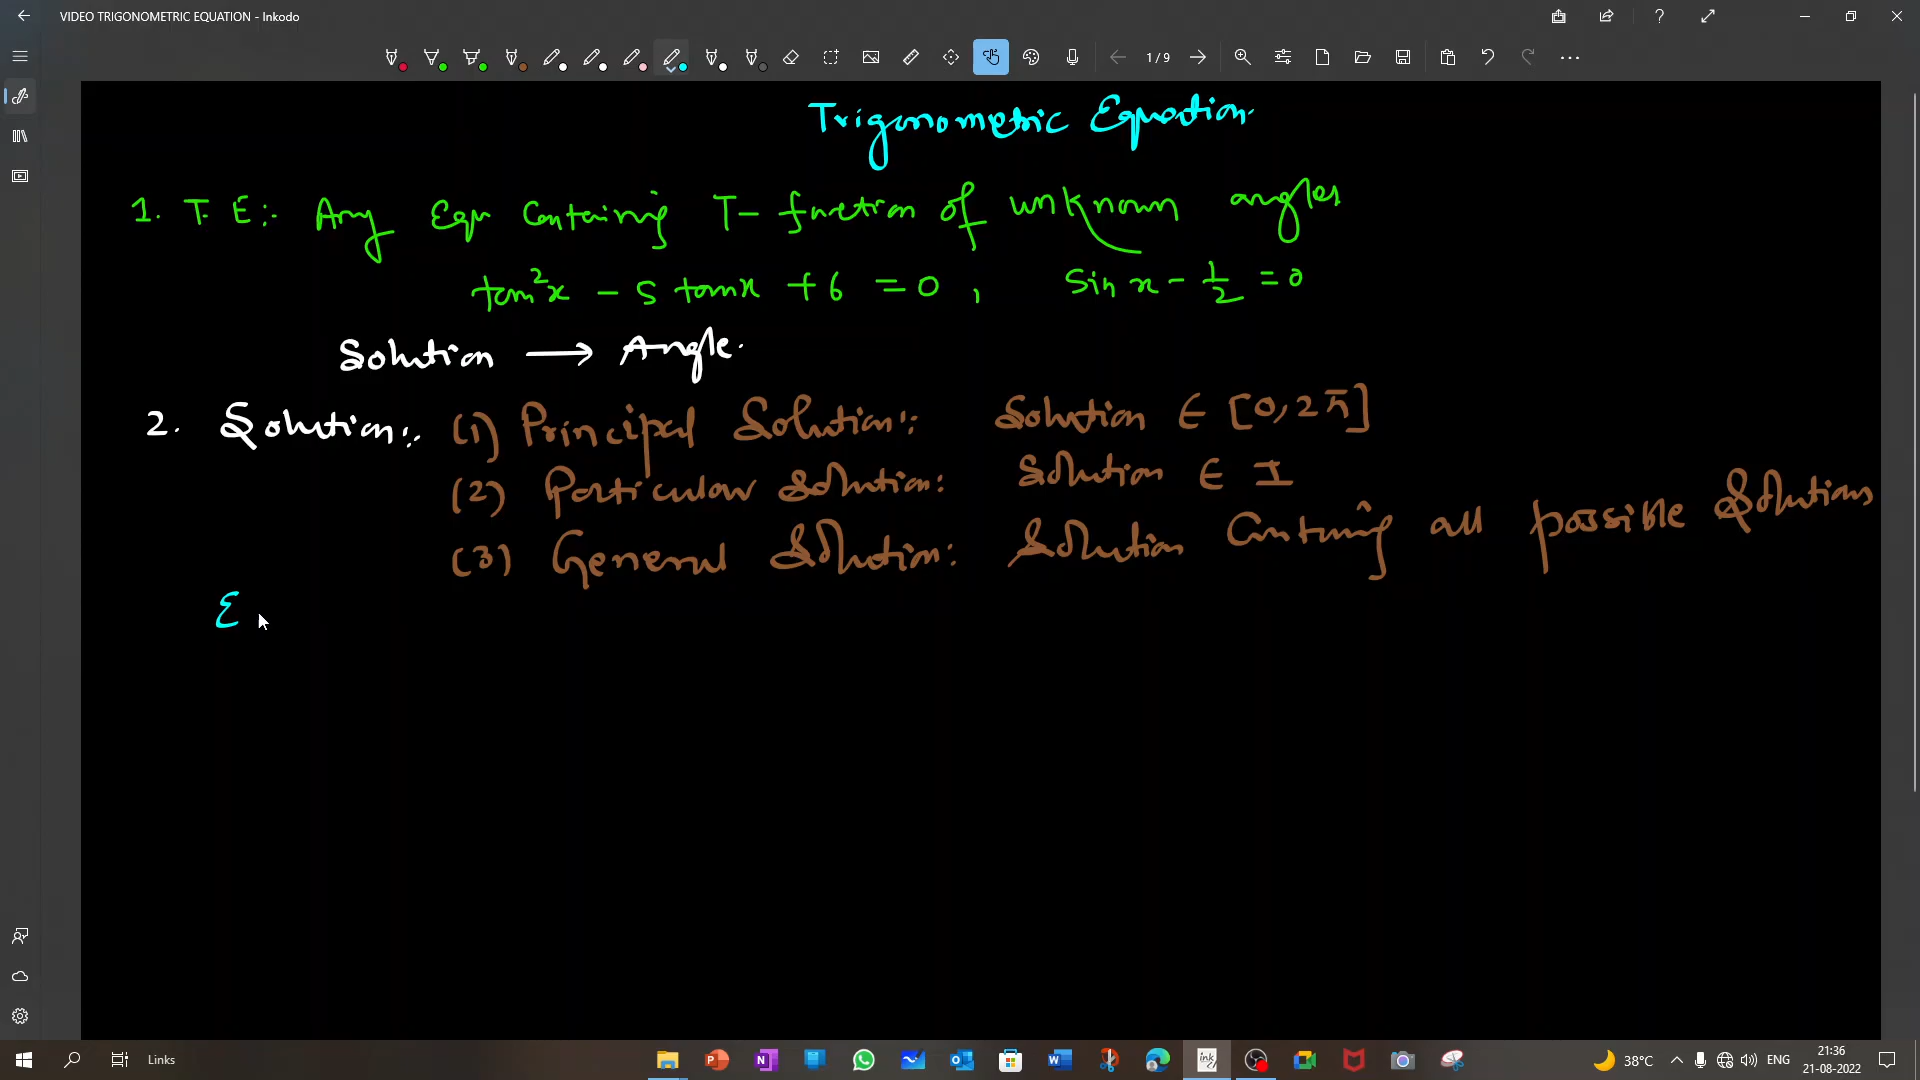 VIDEO TRIGONOMETRIC EQUATION - Inkodo
1 / 9
Trigonometric Equation.
1. T. E:- Any Eqn Containing T- function of unknown angles
tan²x - 5 tanx + 6 = 0 , Sin x - 1/2 = 0
Solution → Angle.
2. Solution:- (1) Principal Solution:- Solution ∈ [0, 2π]
(2) Particular Solution: Solution ∈ I
(3) General Solution: Solution Containg all possible Solutions
E
Links
38°C
ENG
21:36
21-08-2022